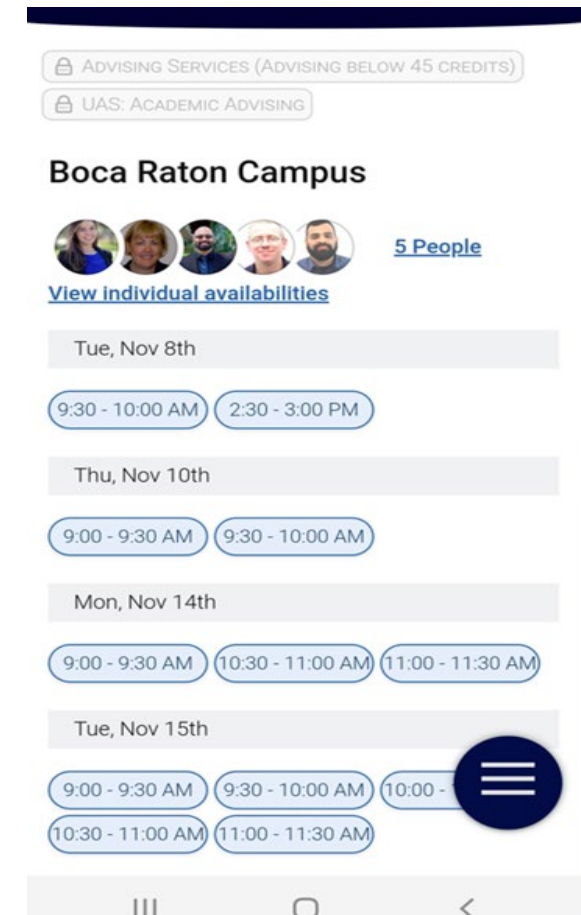 ADVISING SERVICES (ADVISING BELOW 45 CREDITS)
UAS: ACADEMIC ADVISING
Boca Raton Campus
5 People
View individual availabilities
Tue, Nov 8th
9:30 - 10:00 AM 2:30 - 3:00 PM
Thu, Nov 10th
9:00 - 9:30 AM 9:30 - 10:00 AM
Mon, Nov 14th
9:00 - 9:30 AM 10:30 - 11:00 AM 11:00 - 11:30 AM
Tue, Nov 15th
9:00 - 9:30 AM 9:30 - 10:00 AM 10:00 -
10:30 - 11:00 AM 11:00 - 11:30 AM